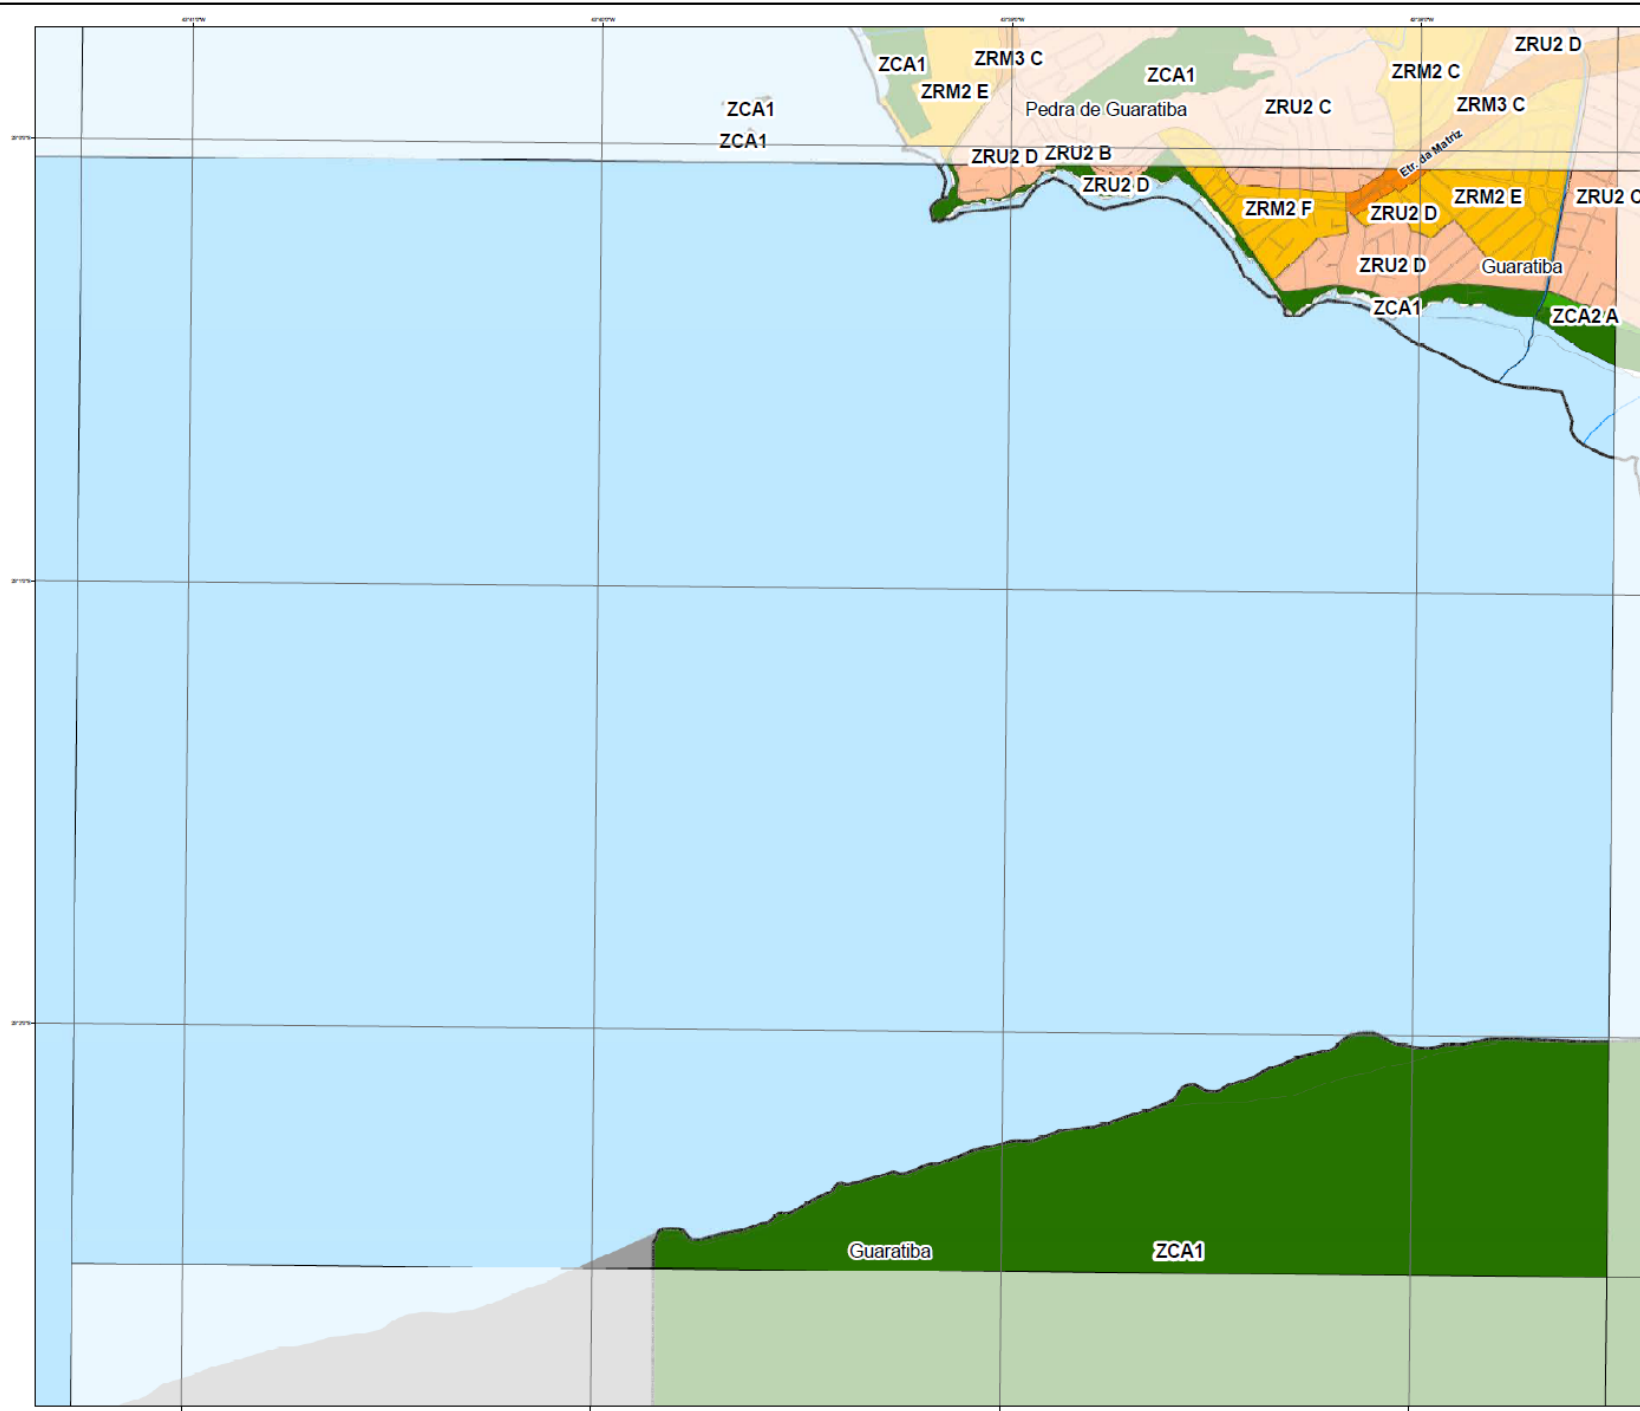 ZRU2 D
ZCA1
ZRM3 C
ZRM2 C
ZCA1
ZRM2 E
ZCA1
Pedra de Guaratiba
ZRU2 C
ZRM3 C
ZCA1
Etr. da Matriz
ZRU2 D
ZRU2 B
ZRU2 D
ZRM2 F
ZRU2 D
ZRM2 E
ZRU2 C
ZRU2 D
Guaratiba
ZCA1
ZCA2 A
Guaratiba
ZCA1